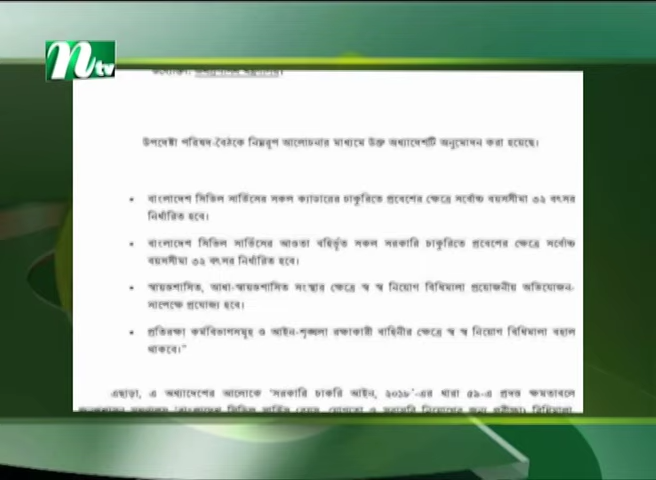 ntv
উপদেষ্টা পরিষদ-বৈঠকে নিম্নরূপ আলোচনার মাধ্যমে উক্ত অধ্যাদেশটি অনুমোদন করা হয়েছে।
• বাংলাদেশ সিভিল সার্ভিসের সকল ক্যাডারের চাকুরিতে প্রবেশের ক্ষেত্রে সর্বোচ্চ বয়সসীমা ৩২ বৎসর
নির্ধারিত হবে।
• বাংলাদেশ সিভিল সার্ভিসের আওতা বহির্ভূত সকল সরকারি চাকুরিতে প্রবেশের ক্ষেত্রে সর্বোচ্চ
বয়সসীমা ৩২ বৎসর নির্ধারিত হবে।
• স্বায়ত্তশাসিত, আধা-স্বায়ত্তশাসিত সংস্থার ক্ষেত্রে স্ব স্ব নিয়োগ বিধিমালা প্রয়োজনীয় অভিযোজন-
সাপেক্ষে প্রযোজ্য হবে।
• প্রতিরক্ষা কর্মবিভাগসমূহ ও আইন-শৃঙ্খলা রক্ষাকারী বাহিনীর ক্ষেত্রে স্ব স্ব নিয়োগ বিধিমালা বহাল
থাকবে।"
এছাড়া, এ অধ্যাদেশের আলোকে 'সরকারি চাকরি আইন, ২০১৮'-এর ধারা ৫৯-এ প্রদত্ত ক্ষমতাবলে